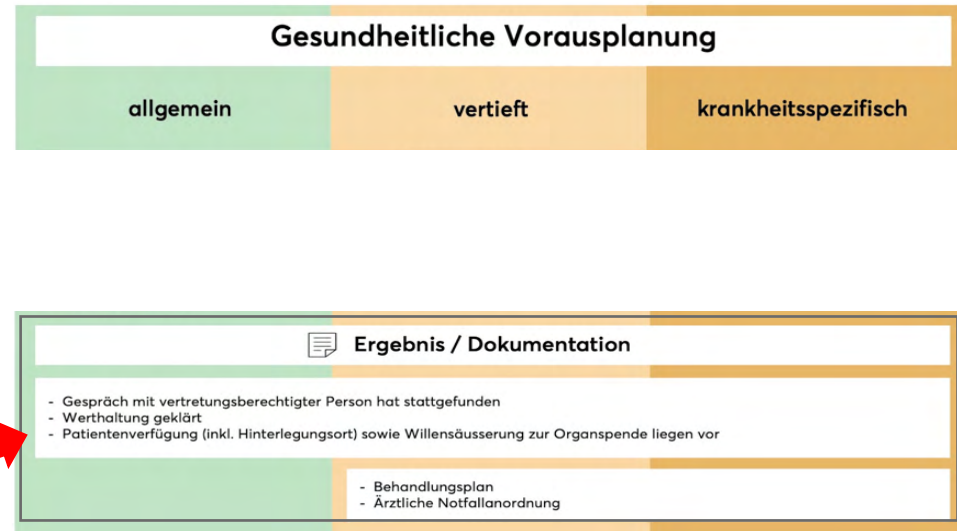 Gesundheitliche Vorausplanung
allgemein vertieft krankheitsspezifisch
Ergebnis / Dokumentation
- Gespräch mit vertretungsberechtigter Person hat stattgefunden
- Werthaltung geklärt
- Patientenverfügung (inkl. Hinterlegungsort) sowie Willensäusserung zur Organspende liegen vor
- Behandlungsplan
- Ärztliche Notfallanordnung